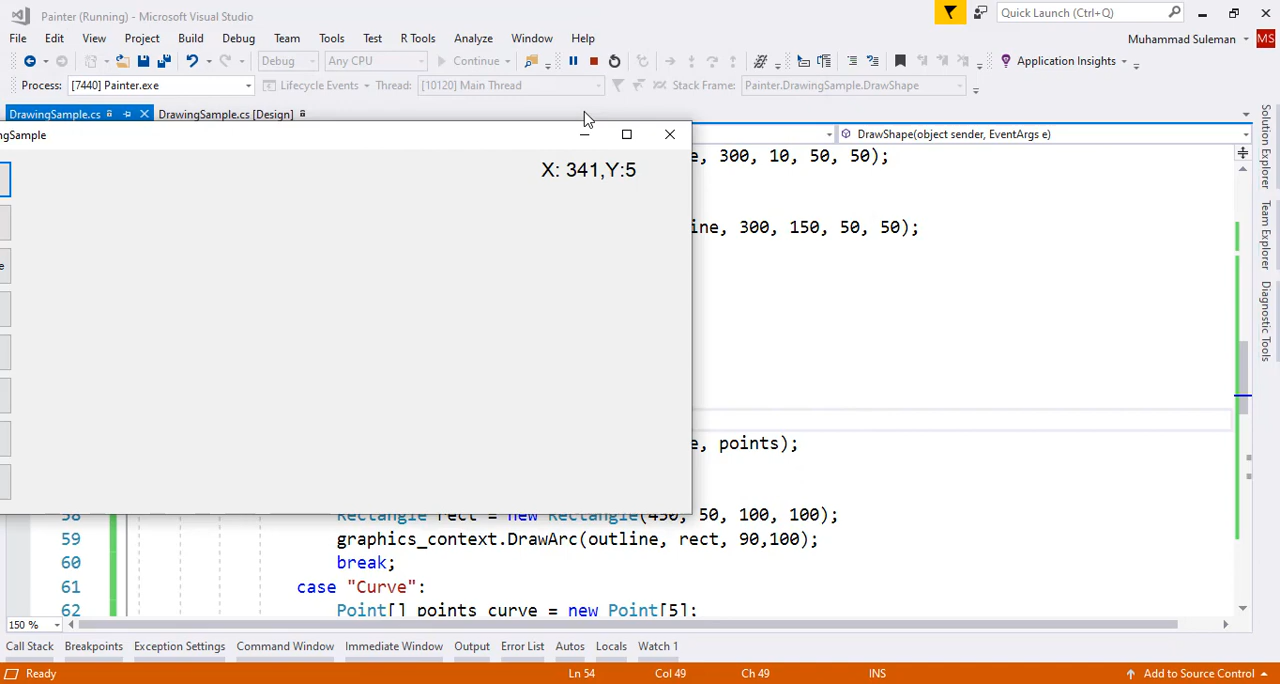 Painter (Running) - Microsoft Visual Studio
Quick Launch (Ctrl+Q)
File Edit View Project Build Debug Team Tools Test R Tools Analyze Window Help
Muhammad Suleman MS
Debug Any CPU Continue Application Insights
Process: [7440] Painter.exe Lifecycle Events Thread: [10120] Main Thread Stack Frame: Painter.DrawingSample.DrawShape
DrawingSample.cs DrawingSample.cs [Design]
ngSample
DrawShape(object sender, EventArgs e)
X: 341,Y:5
e, 300, 10, 50, 50);
ine, 300, 150, 50, 50);
e
e, points);
58 Rectangle rect = new Rectangle(450, 50, 100, 100);
59 graphics_context.DrawArc(outline, rect, 90,100);
60 break;
61 case "Curve":
62 Point[] points_curve = new Point[5];
150 %
Call Stack Breakpoints Exception Settings Command Window Immediate Window Output Error List Autos Locals Watch 1
Ready Ln 54 Col 49 Ch 49 INS Add to Source Control
Solution Explorer
Team Explorer
Diagnostic Tools